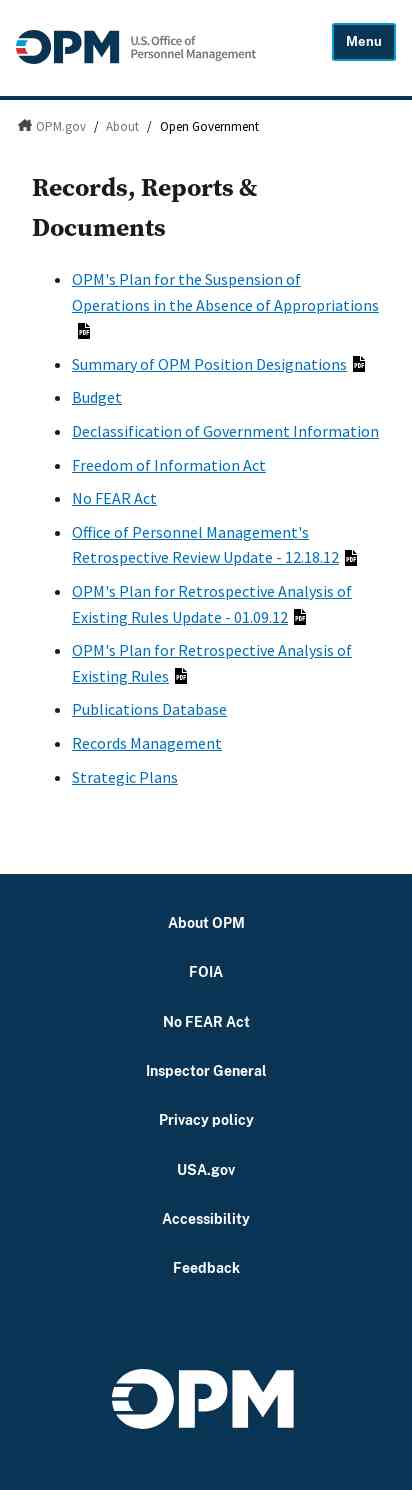 OPM U.S. Office of
Personnel Management
Menu
OPM.gov / About / Open Government
Records, Reports &
Documents
OPM's Plan for the Suspension of
Operations in the Absence of Appropriations
PDF
Summary of OPM Position Designations PDF
Budget
Declassification of Government Information
Freedom of Information Act
No FEAR Act
Office of Personnel Management's
Retrospective Review Update - 12.18.12 PDF
OPM's Plan for Retrospective Analysis of
Existing Rules Update - 01.09.12 PDF
OPM's Plan for Retrospective Analysis of
Existing Rules PDF
Publications Database
Records Management
Strategic Plans
About OPM
FOIA
No FEAR Act
Inspector General
Privacy policy
USA.gov
Accessibility
Feedback
OPM